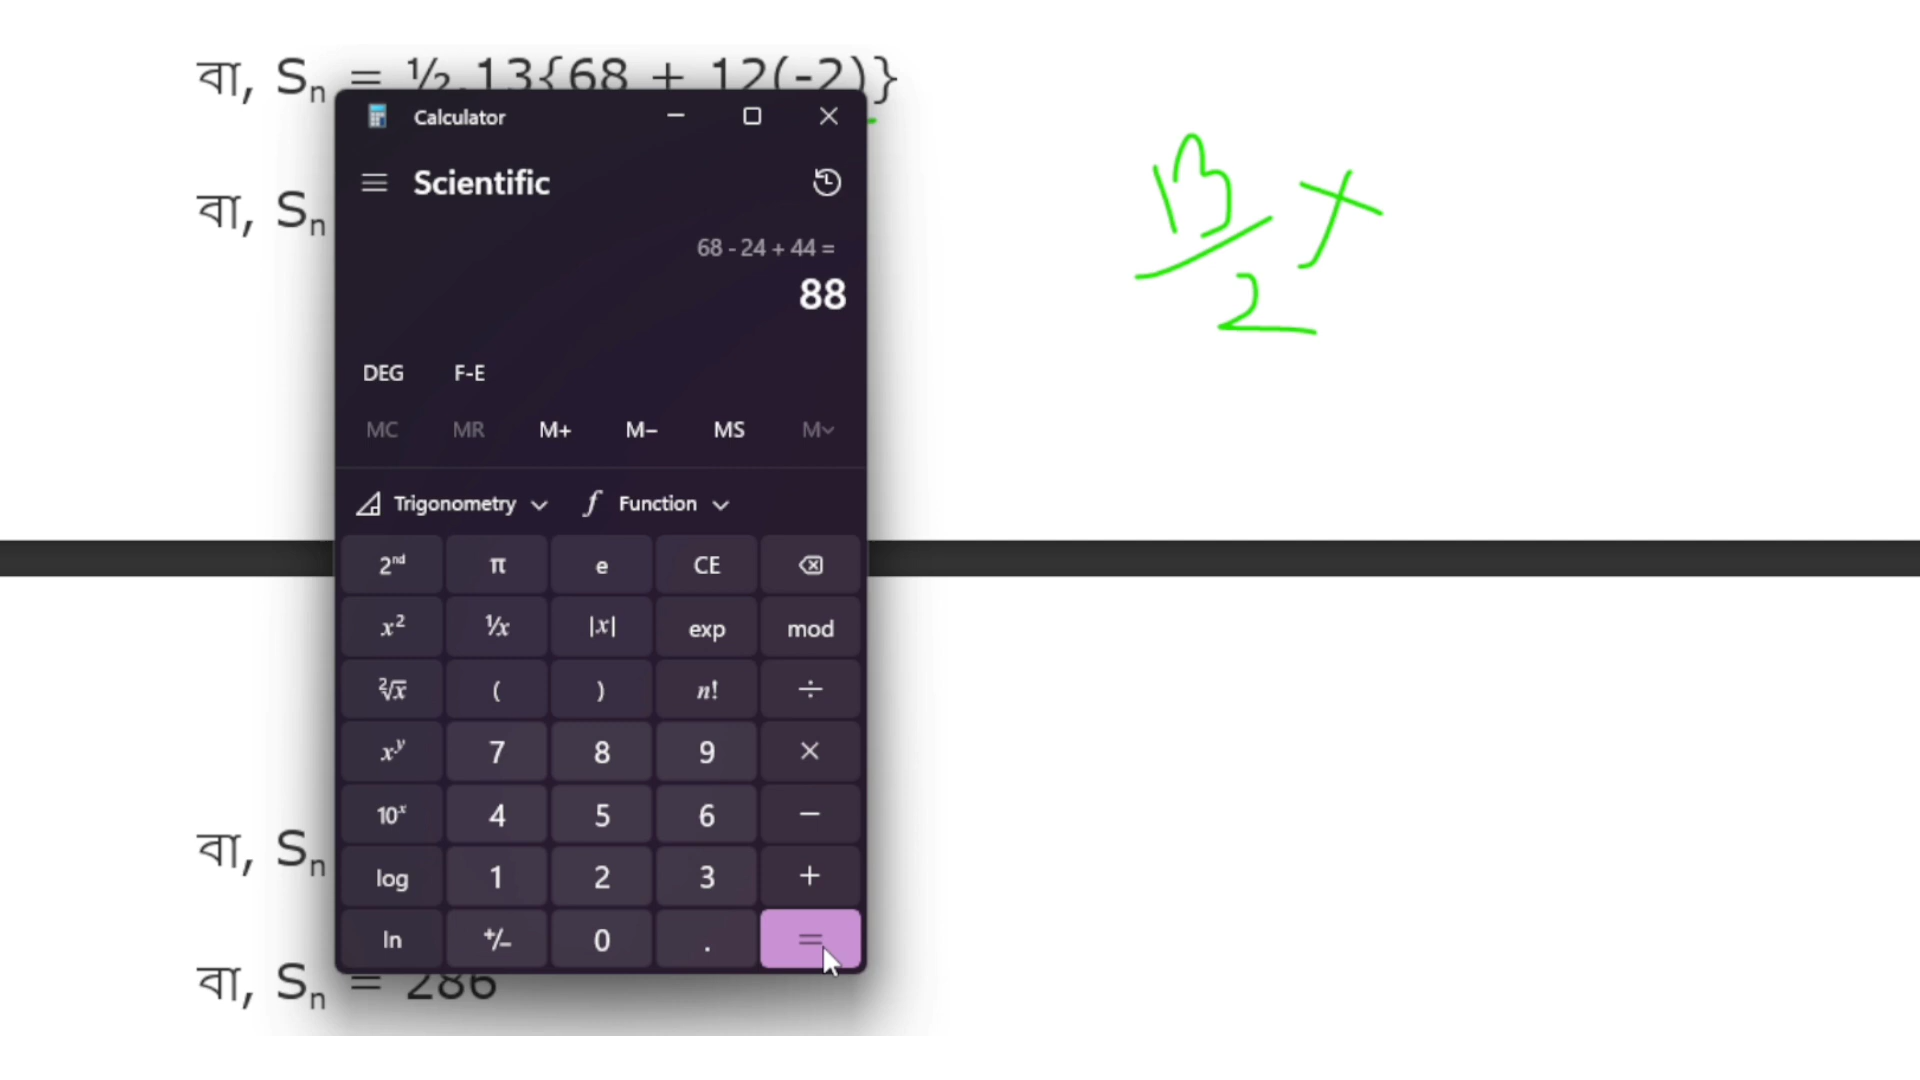 বা, Sₙ = ½.13{68 + 12(-2)}
Calculator
Scientific
68 - 24 + 44 =
88
DEG F-E
MC MR M+ M- MS M
Trigonometry f Function
2ⁿᵈ π e CE
x² ¹/x |x| exp mod
²√x ( ) n! ÷
xʸ 7 8 9 ×
10ˣ 4 5 6 −
log 1 2 3 +
ln +/− 0 . =
বা, Sₙ
বা, Sₙ
বা, Sₙ = 286
13/2 ×